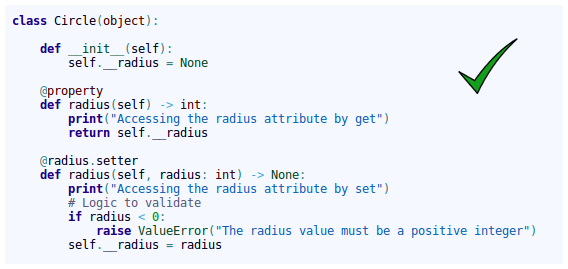 class Circle(object):
    def __init__(self):
        self.__radius = None
    @property
    def radius(self) -> int:
        print("Accessing the radius attribute by get")
        return self.__radius
    @radius.setter
    def radius(self, radius: int) -> None:
        print("Accessing the radius attribute by set")
        # Logic to validate
        if radius < 0:
            raise ValueError("The radius value must be a positive integer")
        self.__radius = radius